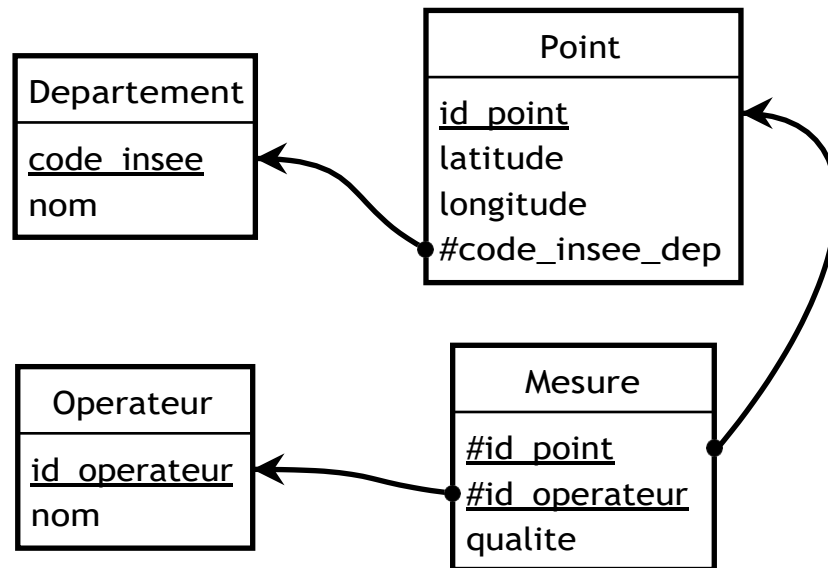 Departement
code_insee
nom
Point
id_point
latitude
longitude
#code_insee_dep
Operateur
id_operateur
nom
Mesure
#id_point
#id_operateur
qualite